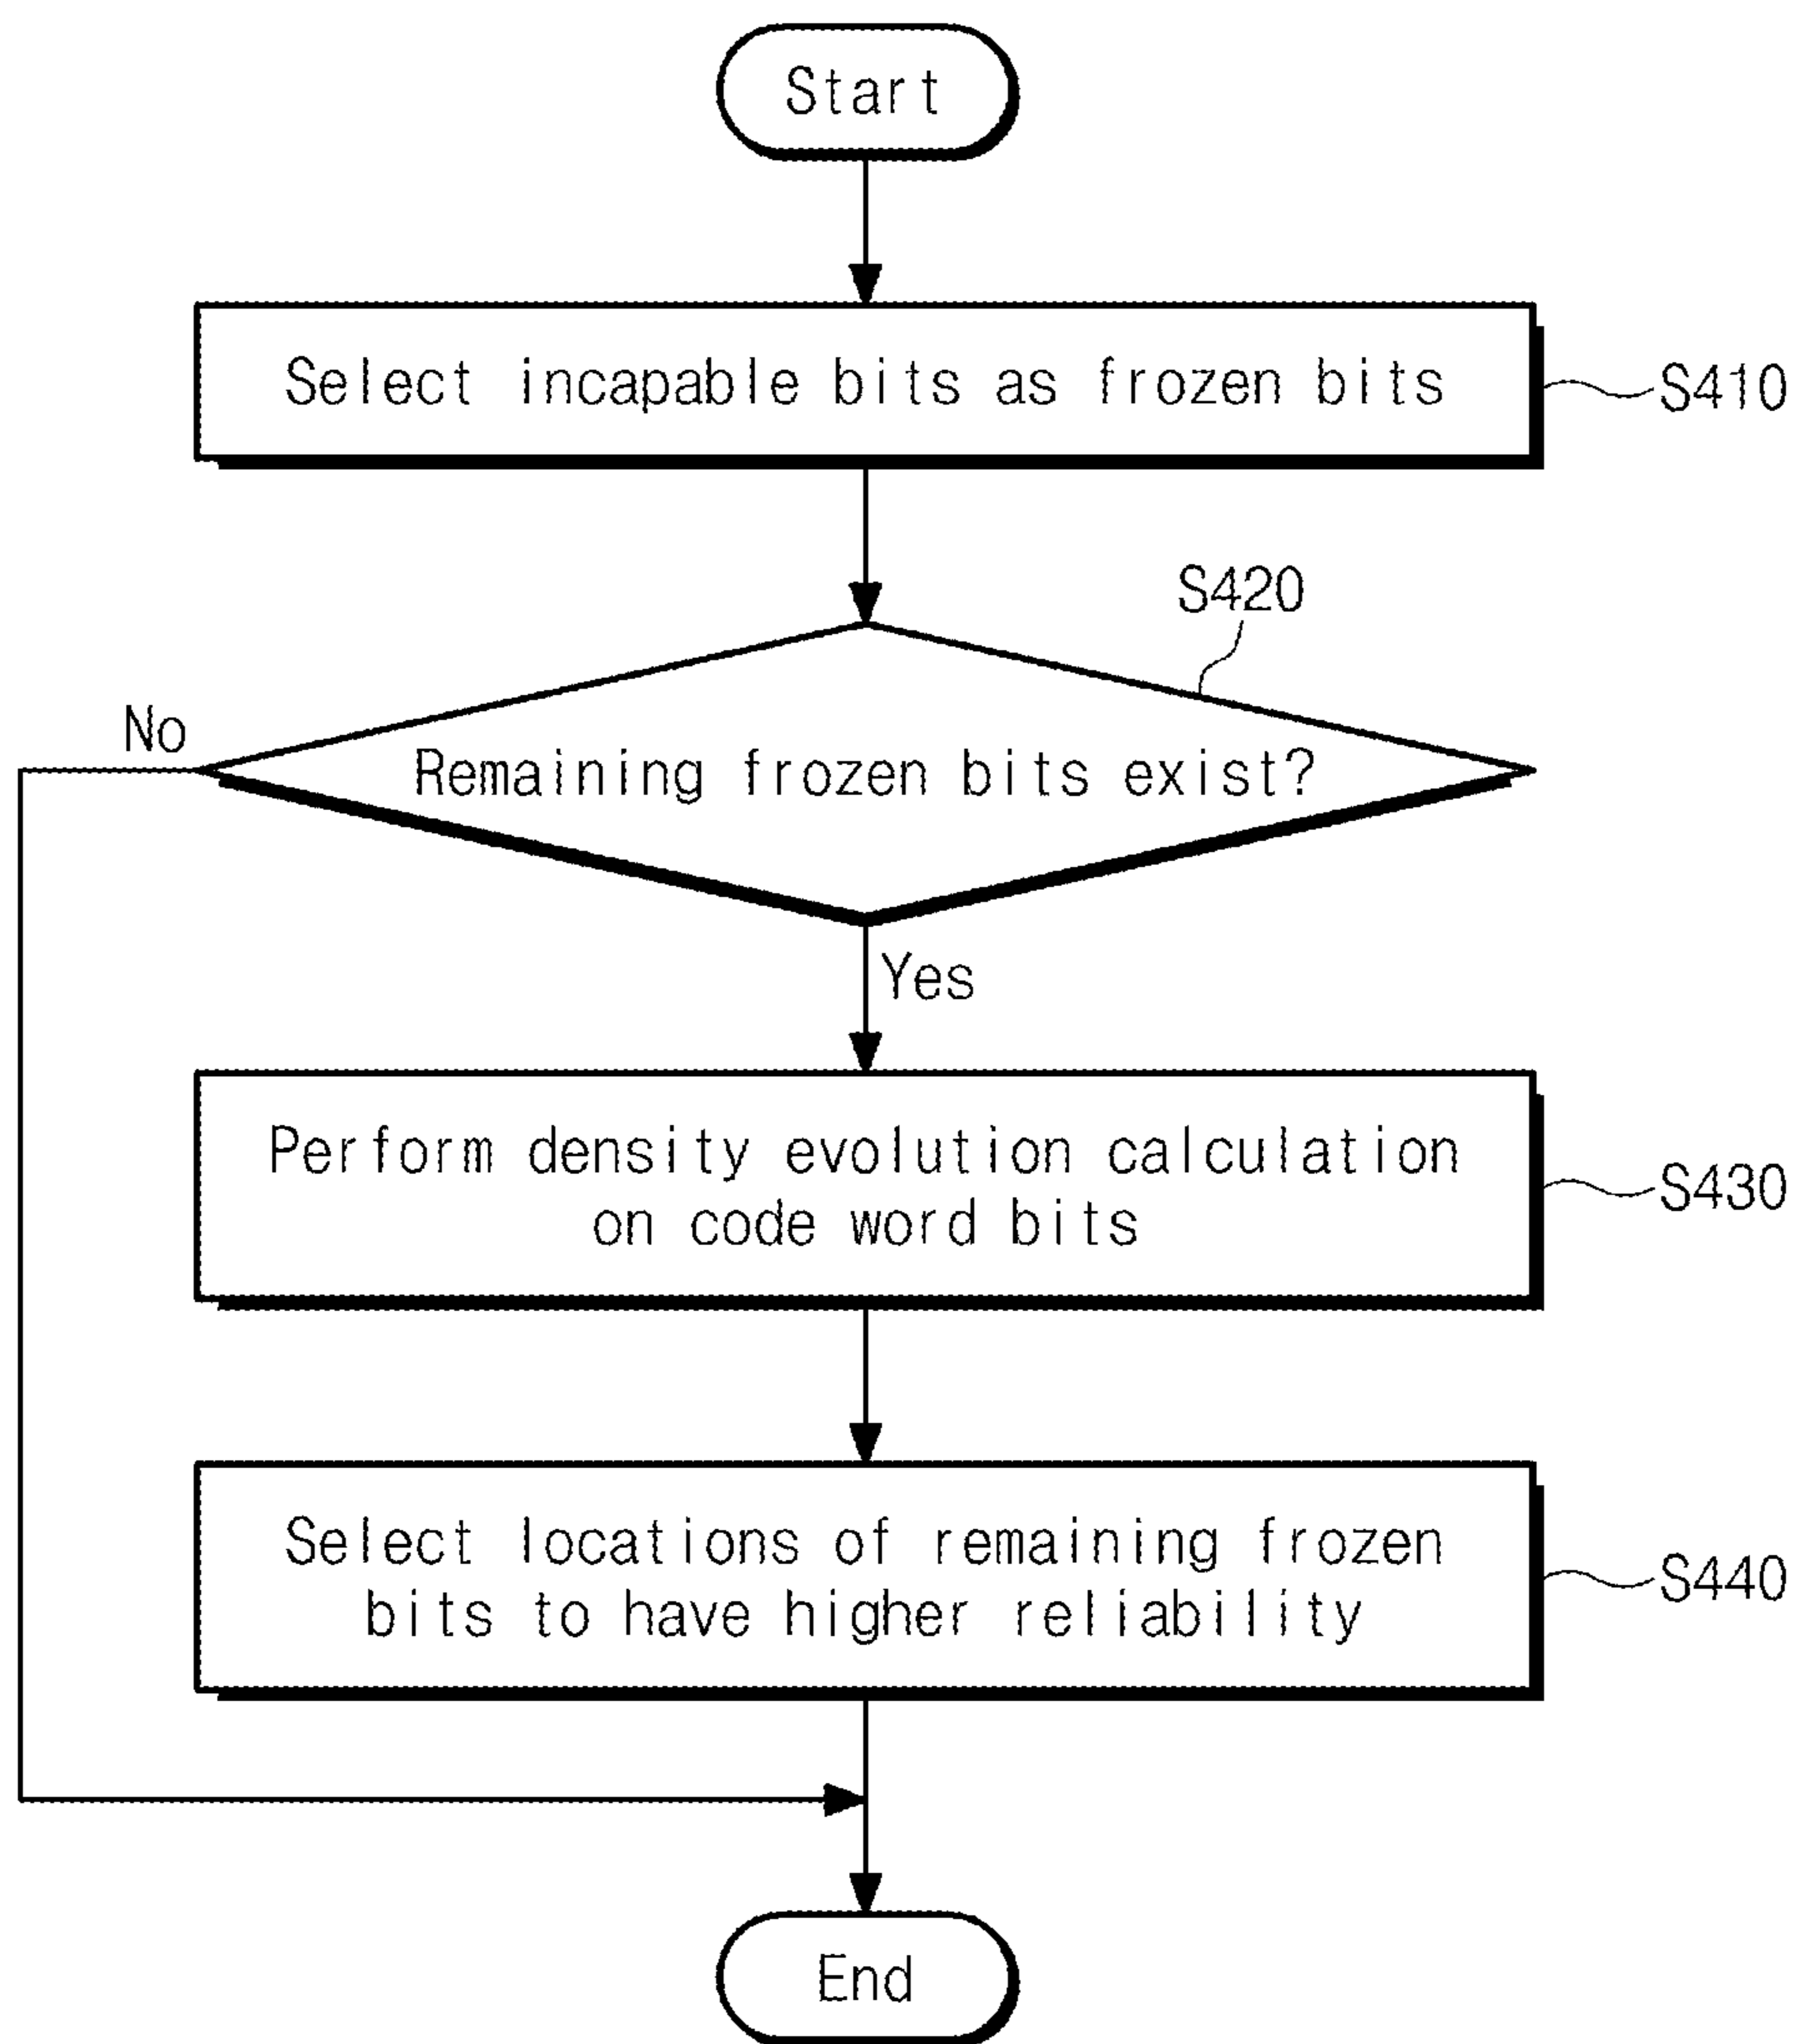 Start
Select incapable bits as frozen bits
S410
S420
No
Remaining frozen bits exist?
Yes
Perform density evolution calculation
on code word bits
S430
Select locations of remaining frozen
bits to have higher reliability
S440
End